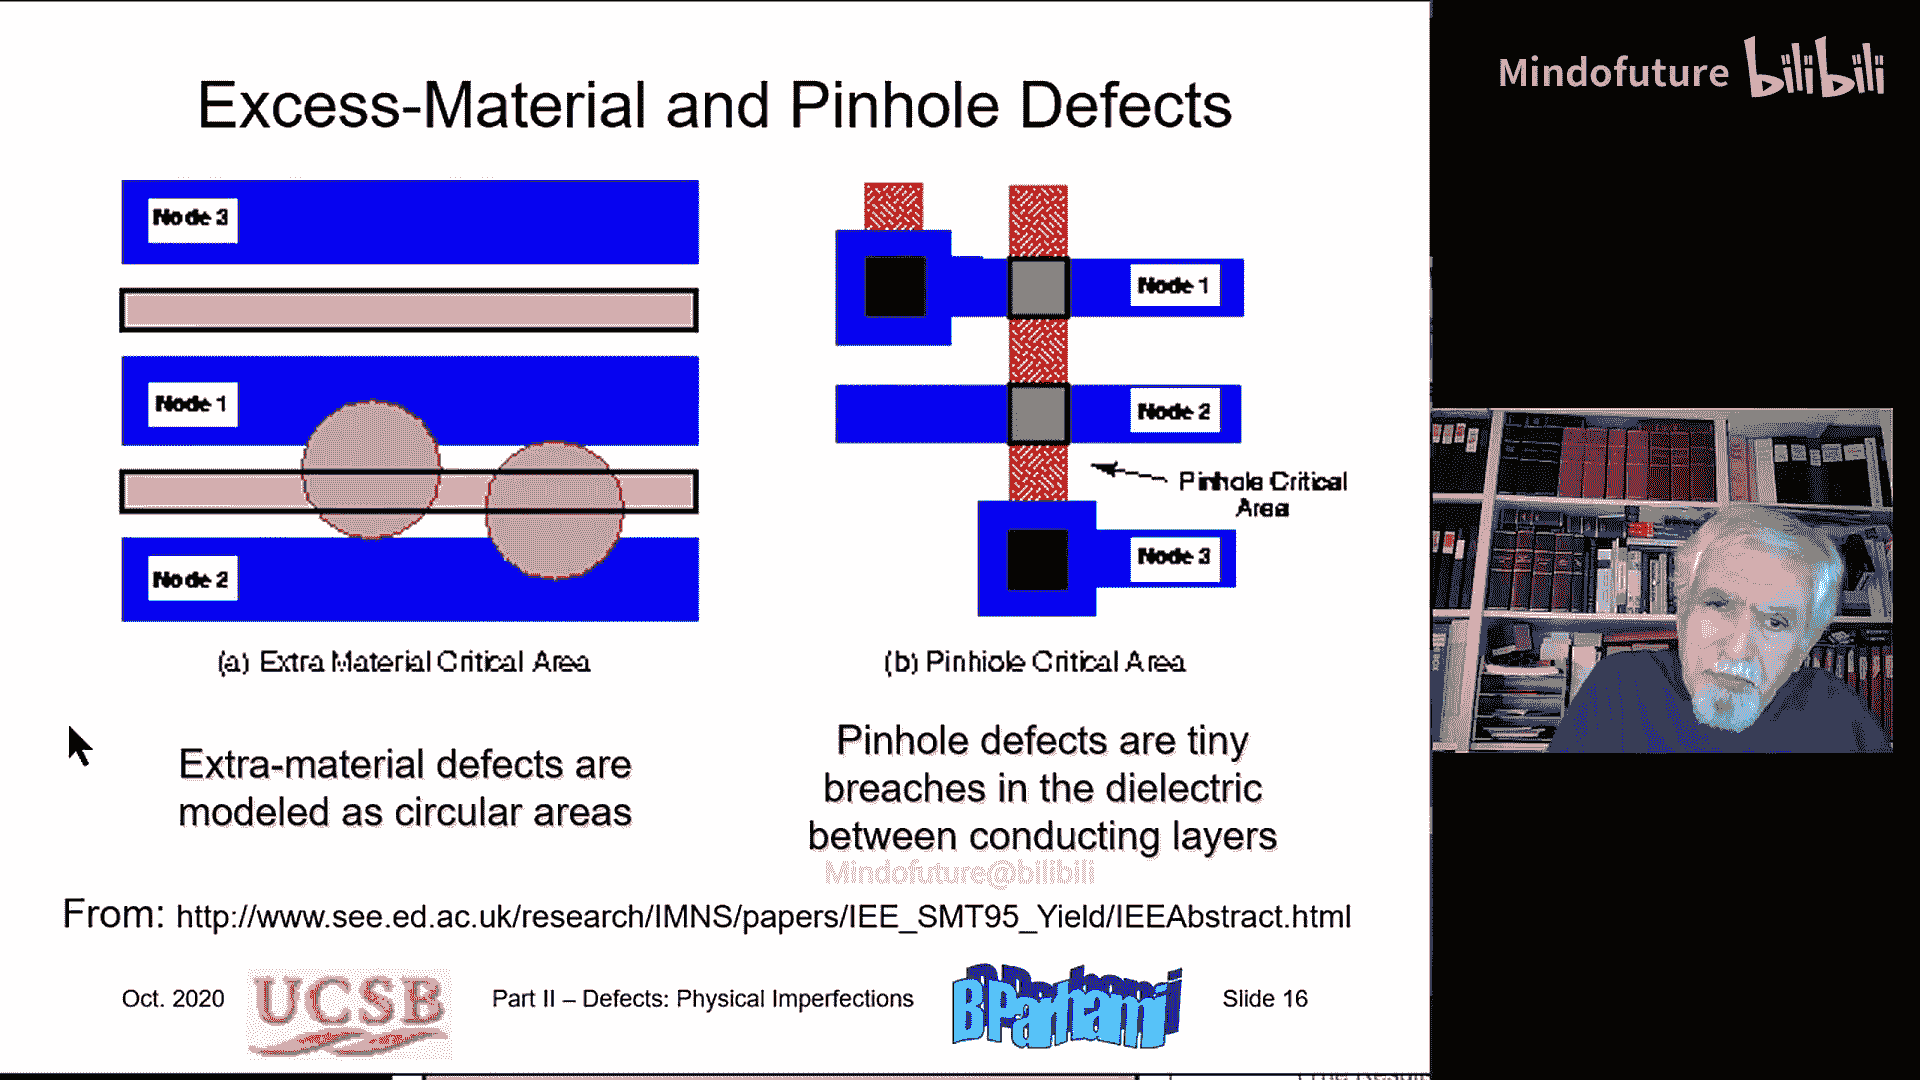 Excess-Material and Pinhole Defects
Mindofuture bilibili
Node 3
Node 1
Node 2
(a) Extra Material Critical Area
Node 1
Node 2
Pinhole Critical
Area
Node 3
(b) Pinhiole Critical Area
Extra-material defects are
modeled as circular areas
Pinhole defects are tiny
breaches in the dielectric
between conducting layers
Mindofuture@bilibili
From: http://www.see.ed.ac.uk/research/IMNS/papers/IEE_SMT95_Yield/IEEAbstract.html
Oct. 2020
UCSB
Part II – Defects: Physical Imperfections
B Parhami
Slide 16